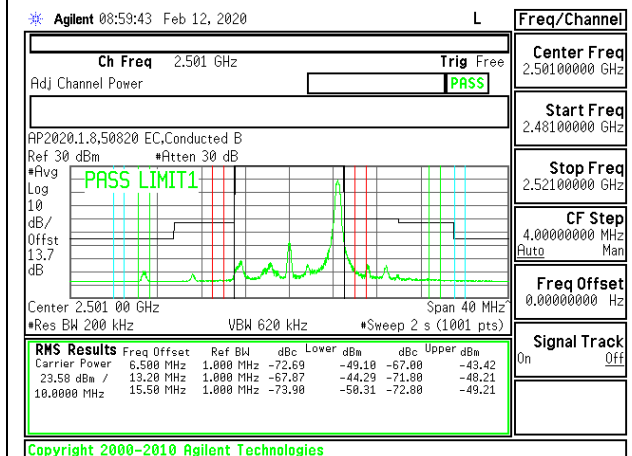 Agilent 08:59:43 Feb 12, 2020 L
Freq/Channel
Ch Freq 2.501 GHz Trig Free
Adj Channel Power PASS
Center Freq
2.50100000 GHz
Start Freq
2.48100000 GHz
Stop Freq
2.52100000 GHz
CF Step
4.00000000 MHz
Auto Man
Freq Offset
0.00000000 Hz
Signal Track
On Off
AP2020.1.8,50820 EC,Conducted B
Ref 30 dBm #Atten 30 dB
#Avg
Log
10
dB/
Offst
13.7
dB
PASS LIMIT1
Center 2.501 00 GHz Span 40 MHz^
#Res BW 200 kHz VBW 620 kHz #Sweep 2 s (1001 pts)
RMS Results Freq Offset Ref BW dBc Lower dBm dBc Upper dBm
Carrier Power 6.500 MHz 1.000 MHz -72.69 -49.10 -67.00 -43.42
23.58 dBm / 13.20 MHz 1.000 MHz -67.87 -44.29 -71.80 -48.21
10.0000 MHz 15.50 MHz 1.000 MHz -73.90 -50.31 -72.80 -49.21
Copyright 2000-2010 Agilent Technologies